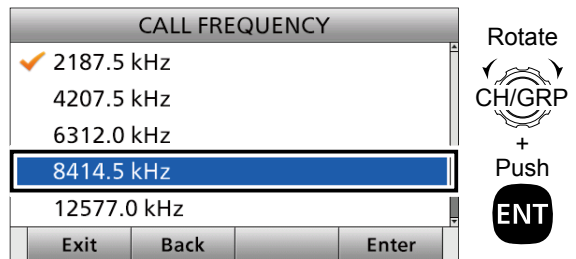 CALL FREQUENCY
2187.5 kHz
4207.5 kHz
6312.0 kHz
8414.5 kHz
12577.0 kHz
Exit Back Enter
Rotate
CH/GRP
+
Push
ENT